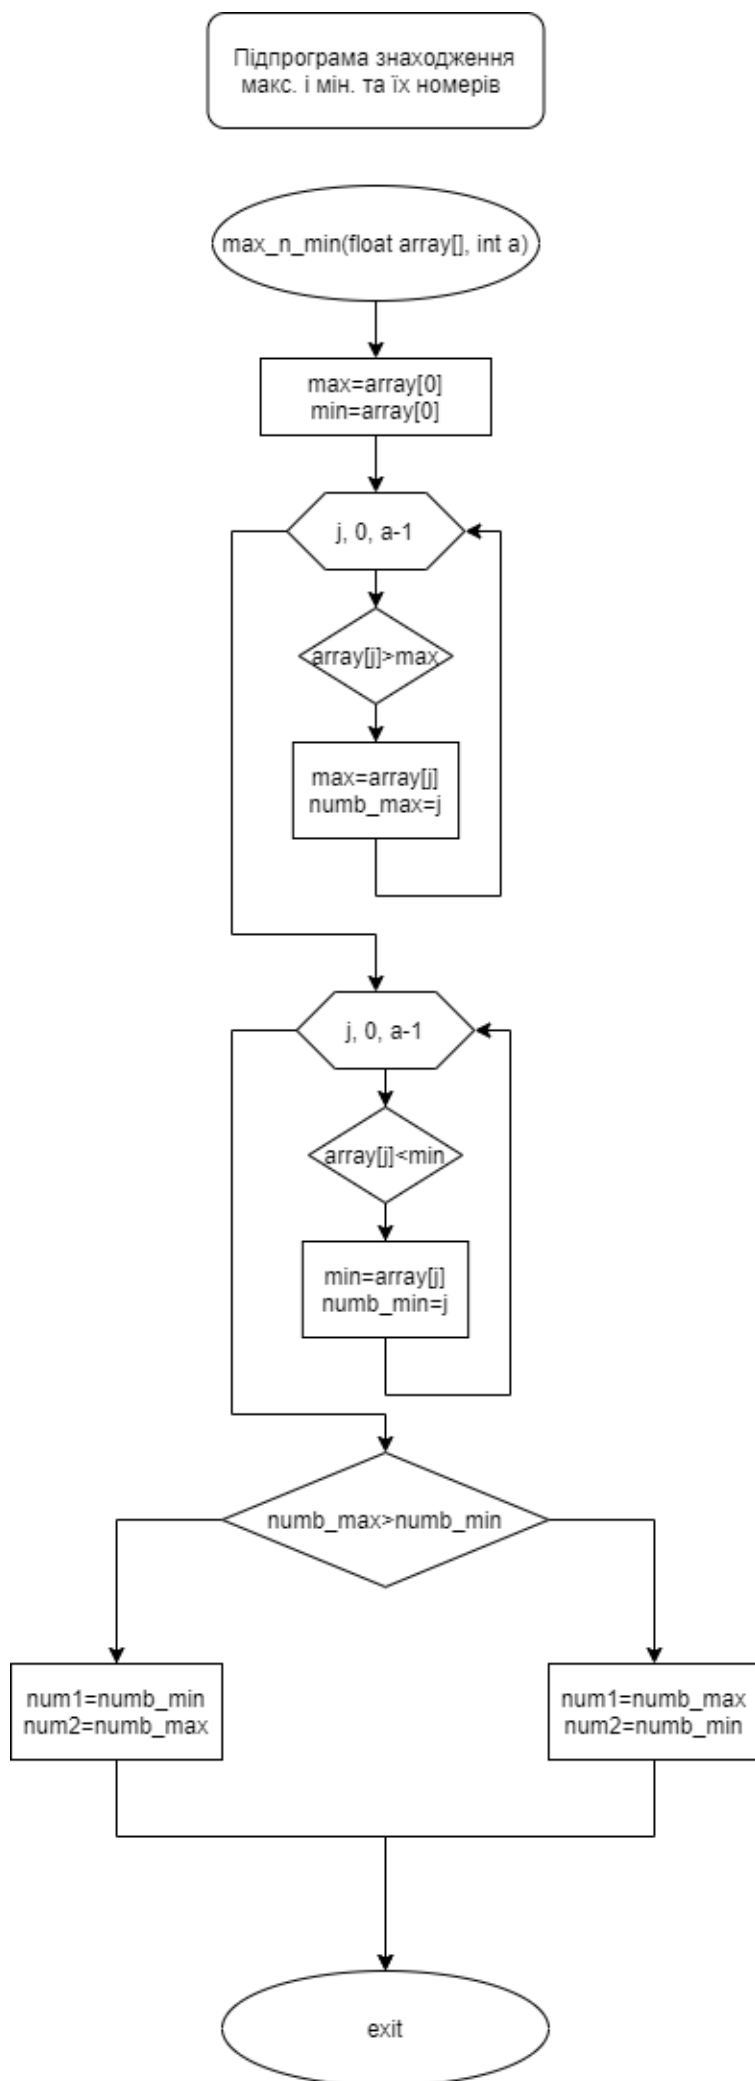 Підпрограма знаходження
макс. і мін. та їх номерів
max_n_min(float array[], int a)
max=array[0]
min=array[0]
j, 0, a-1
array[j]>max
max=array[j]
numb_max=j
j, 0, a-1
array[j]<min
min=array[j]
numb_min=j
numb_max>numb_min
num1=numb_min
num2=numb_max
num1=numb_max
num2=numb_min
exit